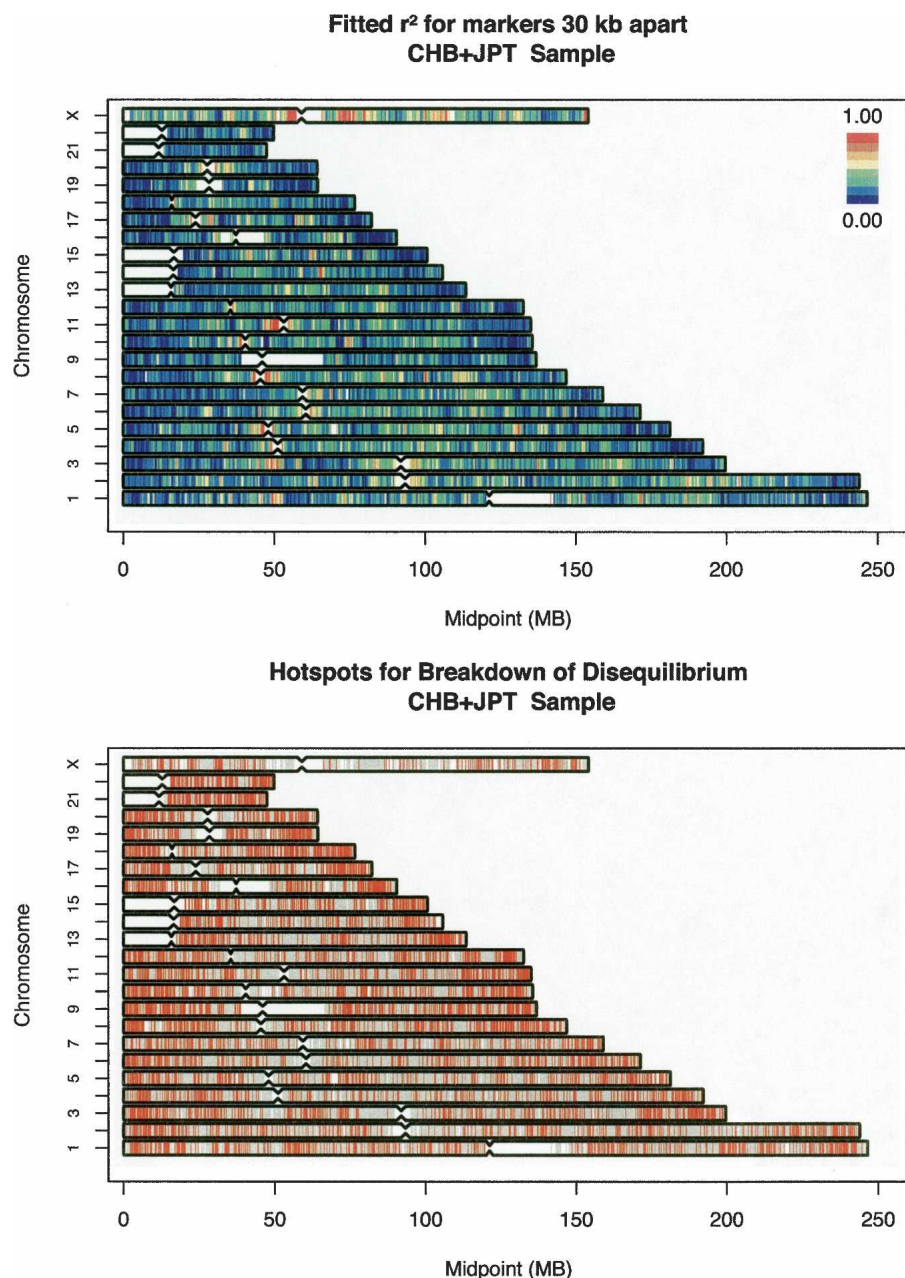 Fitted r² for markers 30 kb apart
CHB+JPT Sample
1.00
0.00
Chromosome
X
21
19
17
15
13
11
9
7
5
3
1
0 50 100 150 200 250
Midpoint (MB)
Hotspots for Breakdown of Disequilibrium
CHB+JPT Sample
Chromosome
X
21
19
17
15
13
11
9
7
5
3
1
0 50 100 150 200 250
Midpoint (MB)